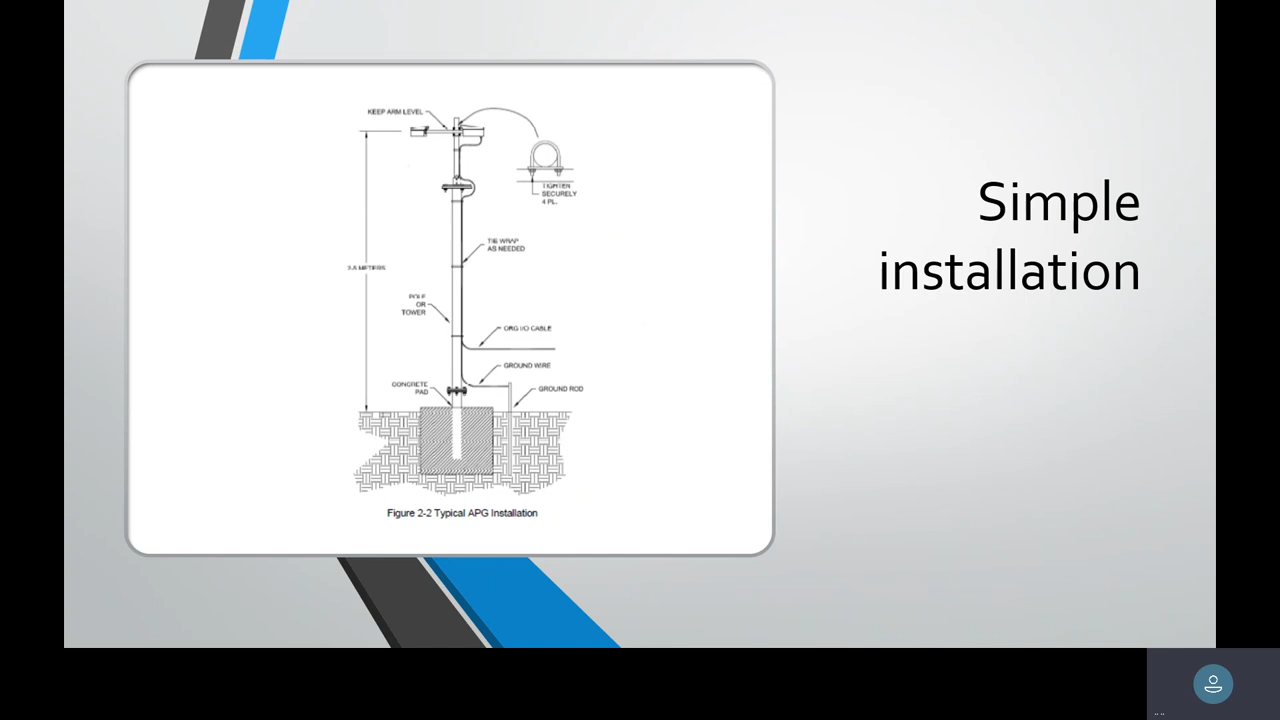 KEEP ARM LEVEL
TIGHTEN
SECURELY
4 PL.
TIE WRAP
AS NEEDED
METERS
POLE
OR
TOWER
ORG I/O CABLE
GROUND WIRE
CONCRETE
PAD
GROUND ROD
Figure 2-2 Typical APG Installation
Simple
installation